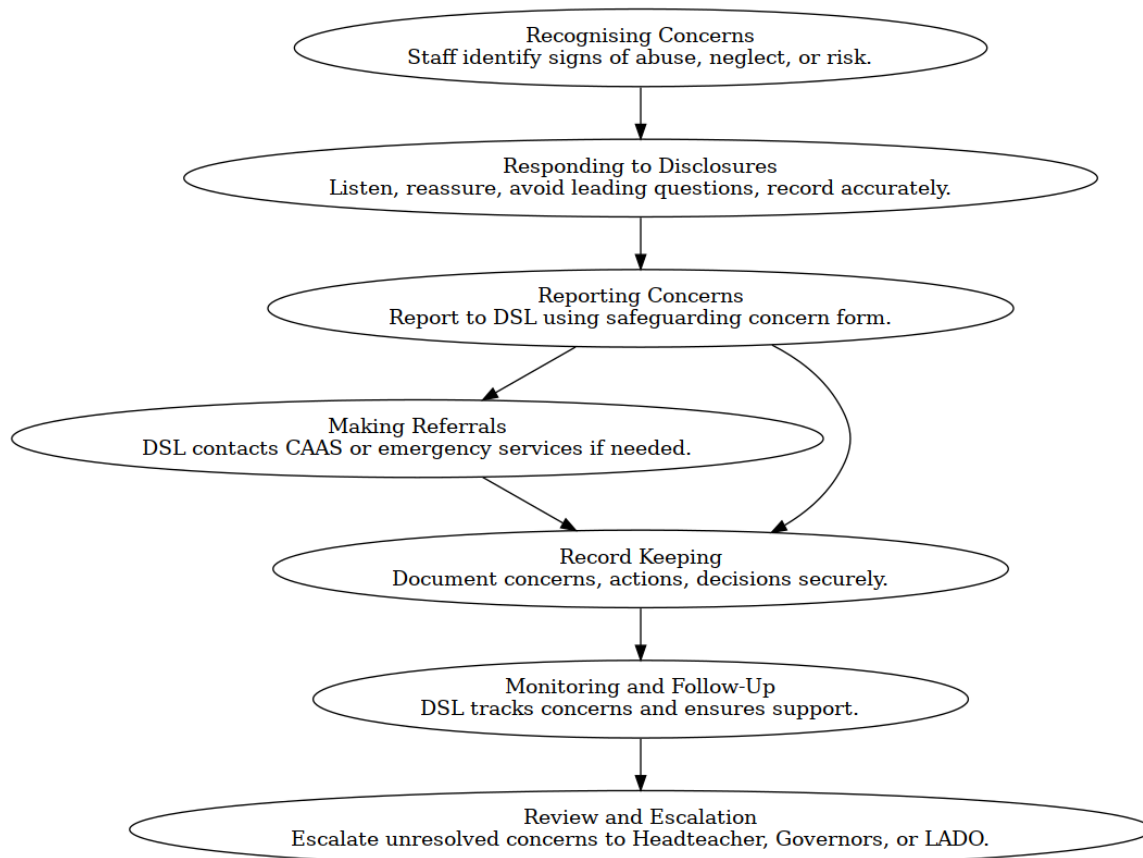 Recognising Concerns
Staff identify signs of abuse, neglect, or risk.
Responding to Disclosures
Listen, reassure, avoid leading questions, record accurately.
Reporting Concerns
Report to DSL using safeguarding concern form.
Making Referrals
DSL contacts CAAS or emergency services if needed.
Record Keeping
Document concerns, actions, decisions securely.
Monitoring and Follow-Up
DSL tracks concerns and ensures support.
Review and Escalation
Escalate unresolved concerns to Headteacher, Governors, or LADO.